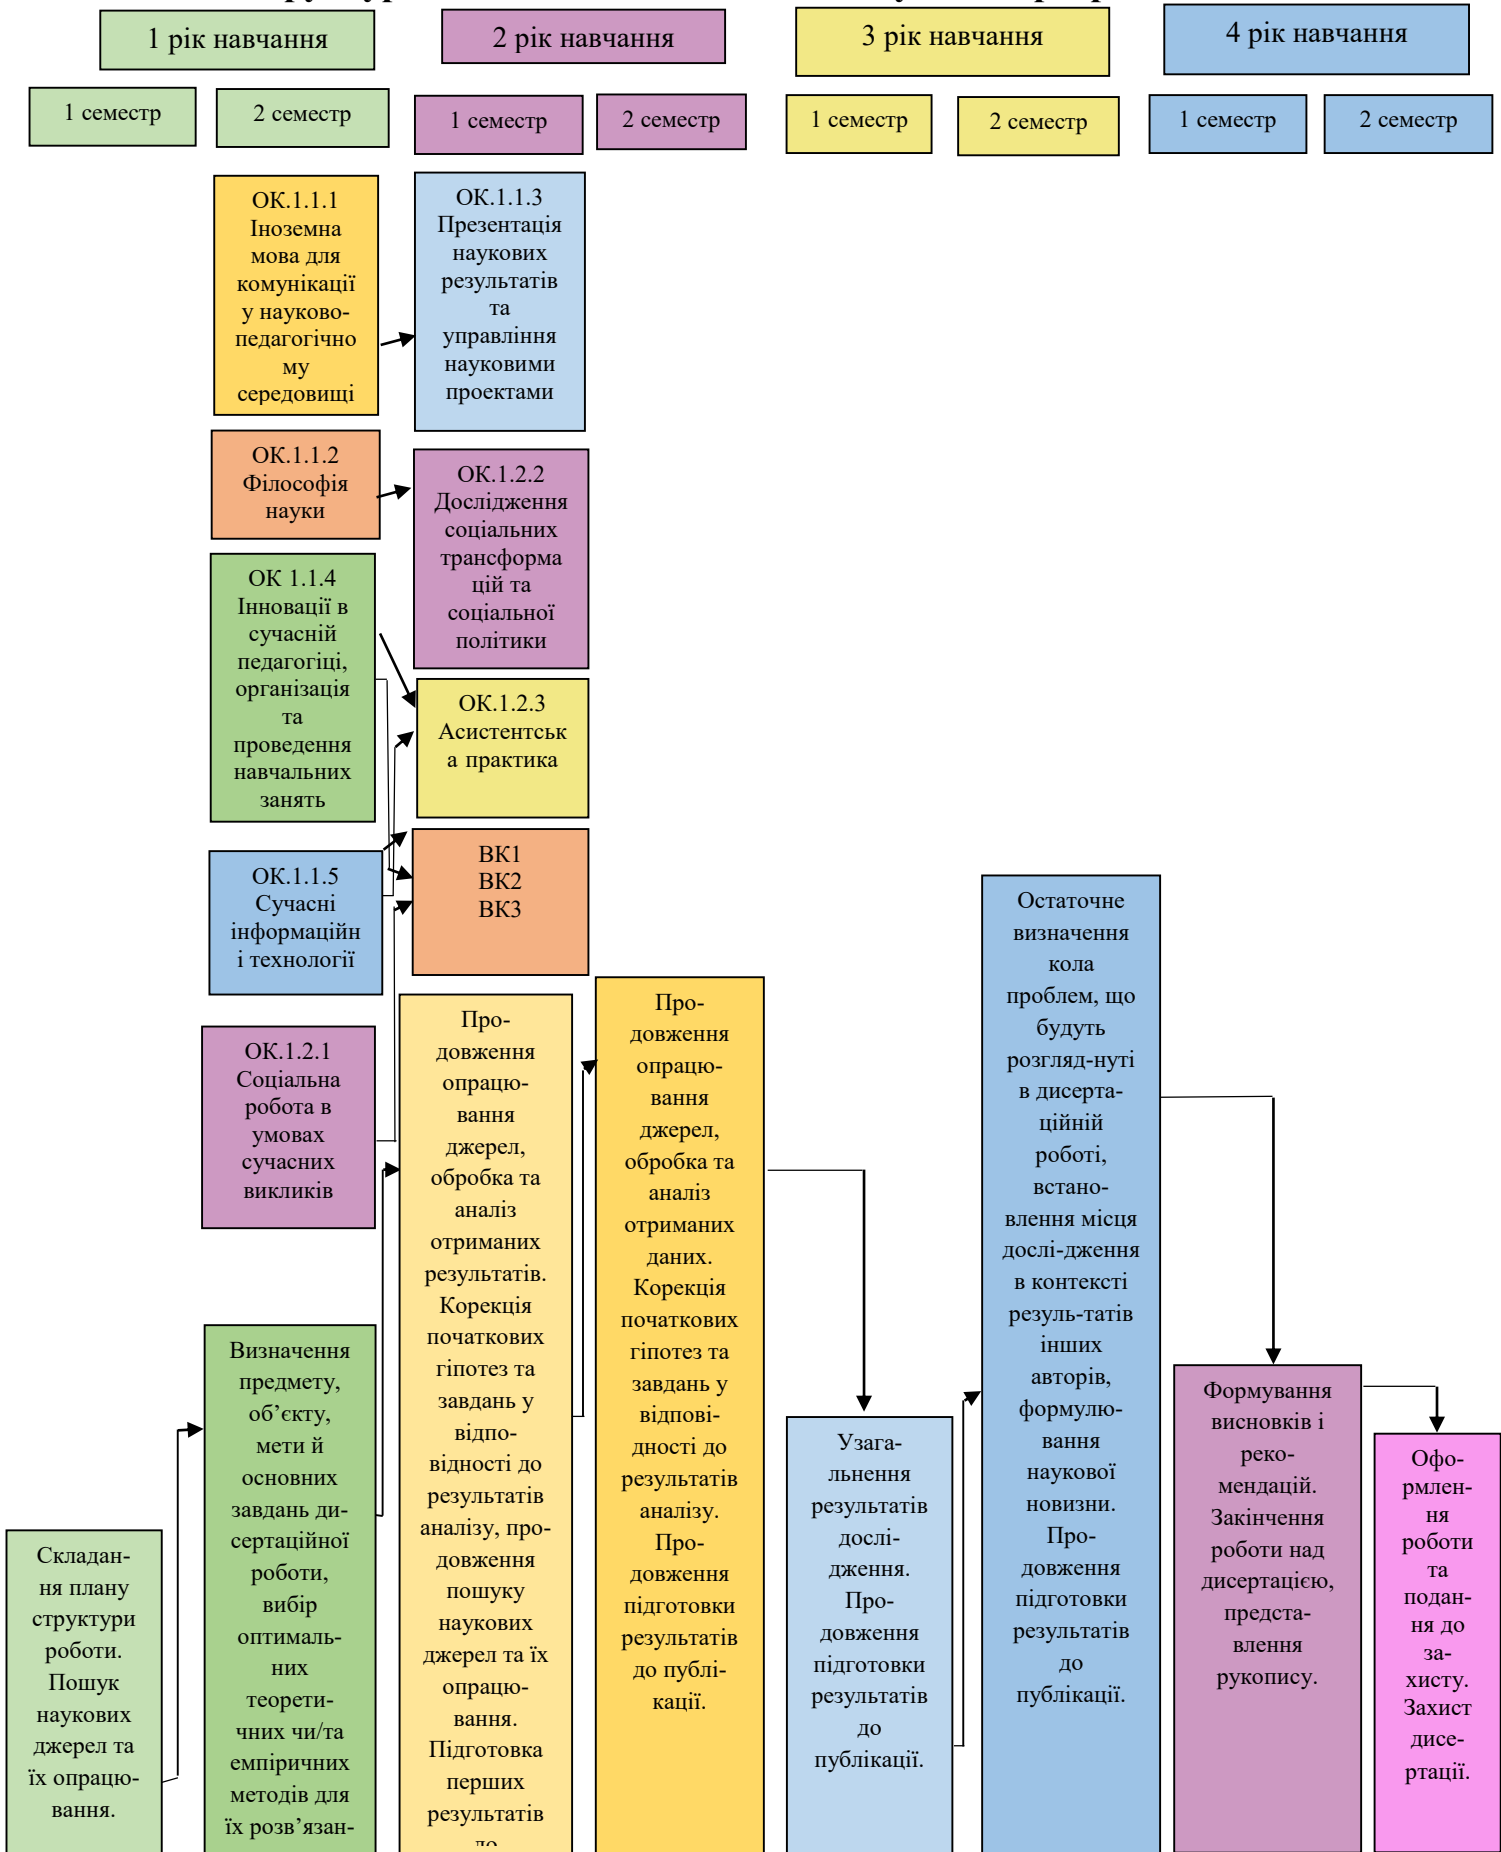 1 рік навчання
2 рік навчання
3 рік навчання
4 рік навчання
1 семестр
2 семестр
1 семестр
2 семестр
1 семестр
2 семестр
1 семестр
2 семестр
ОК.1.1.1
Іноземна
мова для
комунікації
у науково-
педагогічно
му
середовищі
ОК.1.1.3
Презентація
наукових
результатів
та
управління
науковими
проектами
ОК.1.1.2
Філософія
науки
ОК.1.2.2
Дослідження
соціальних
трансформа
цій та
соціальної
політики
ОК 1.1.4
Інновації в
сучасній
педагогіці,
організація
та
проведення
навчальних
занять
ОК.1.2.3
Асистентськ
а практика
ОК.1.1.5
Сучасні
інформаційн
і технології
ВК1
ВК2
ВК3
ОК.1.2.1
Соціальна
робота в
умовах
сучасних
викликів
Складан-
ня плану
структури
роботи.
Пошук
наукових
джерел та
їх опрацю-
вання.
Визначення
предмету,
об’єкту,
мети й
основних
завдань ди-
сертаційної
роботи,
вибір
оптималь-
них
теорети-
чних чи/та
емпіричних
методів для
їх розв’язан-
Про-
довження
опрацю-
вання
джерел,
обробка та
аналіз
отриманих
результатів.
Корекція
початкових
гіпотез та
завдань у
відпо-
відності до
результатів
аналізу, про-
довження
пошуку
наукових
джерел та їх
опрацю-
вання.
Підготовка
перших
результатів
до
Про-
довження
опрацю-
вання
джерел,
обробка та
аналіз
отриманих
даних.
Корекція
початкових
гіпотез та
завдань у
відпові-
дності до
результатів
аналізу.
Про-
довження
підготовки
результатів
до публі-
кації.
Узага-
льнення
результатів
дослі-
дження.
Про-
довження
підготовки
результатів
до
публікації.
Остаточне
визначення
кола
проблем, що
будуть
розгляд-нуті
в дисерта-
ційній
роботі,
встано-
влення місця
дослі-дження
в контексті
резуль-татів
інших
авторів,
формулю-
вання
наукової
новизни.
Про-
довження
підготовки
результатів
до
публікації.
Формування
висновків і
реко-
мендацій.
Закінчення
роботи над
дисертацією,
предста-
влення
рукопису.
Офо-
рмлен-
ня
роботи
та
подан-
ня до
за-
хисту.
Захист
дисе-
ртації.